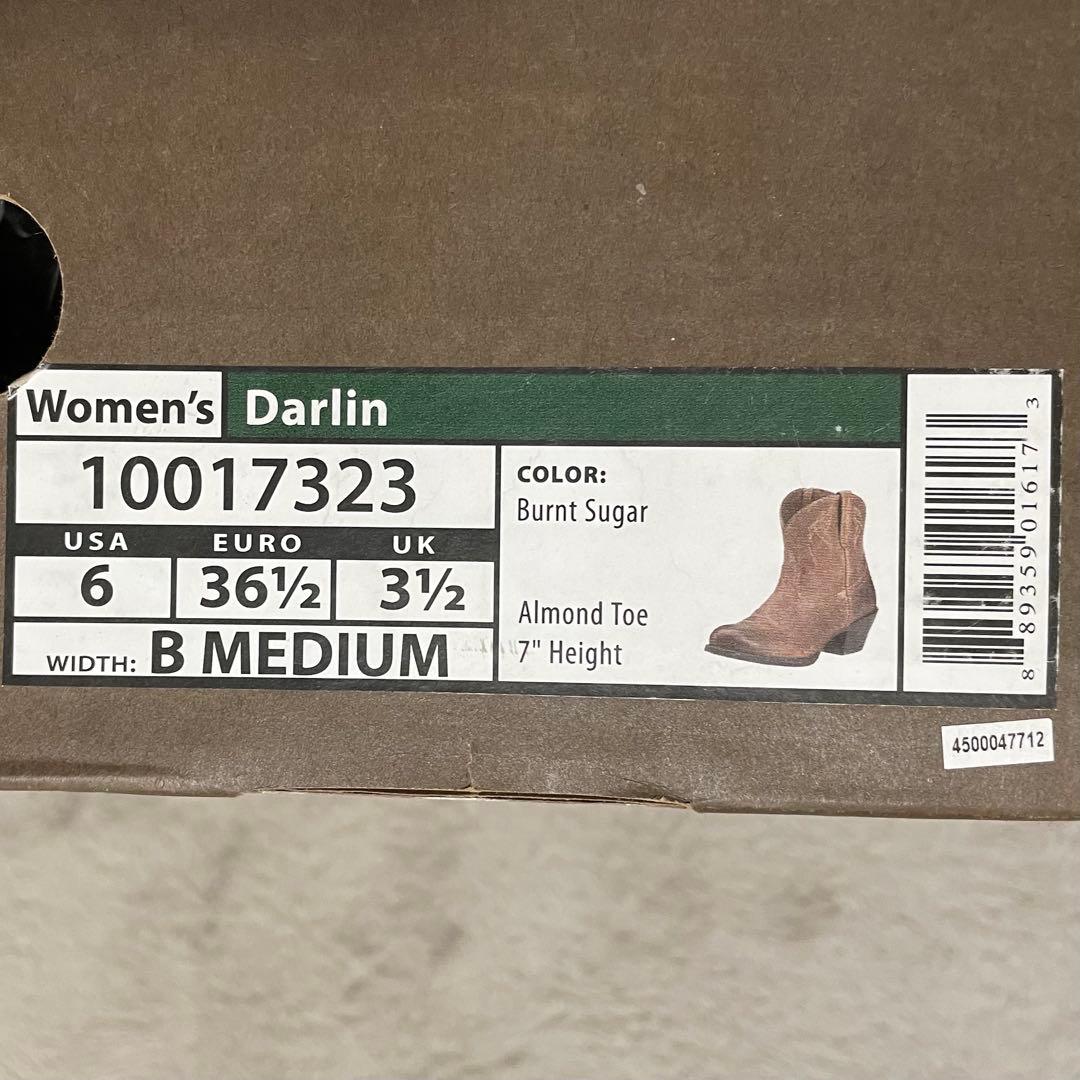 Women's Darlin
10017323
USA EURO UK
6 36½ 3½
WIDTH: B MEDIUM
COLOR:
Burnt Sugar
Almond Toe
7" Height
8 89359 01617 3
4500047712